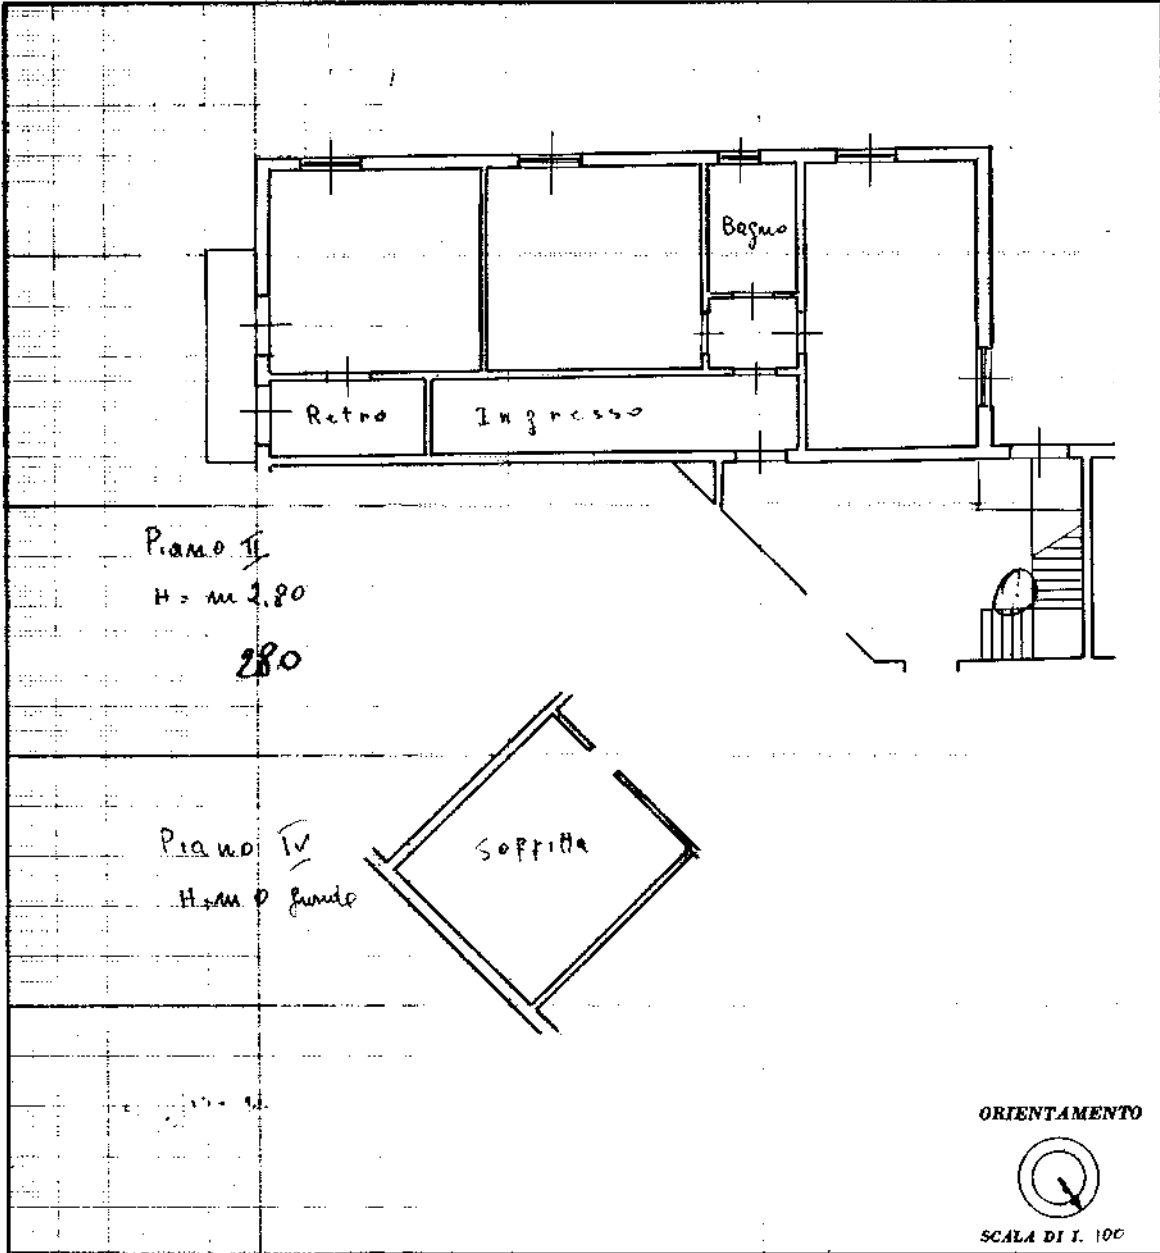 Bagno
Retro
Ingresso
Piano II
H = m 2.80
280
Piano IV
Soffitta
H = m
ORIENTAMENTO
SCALA DI 1. 100